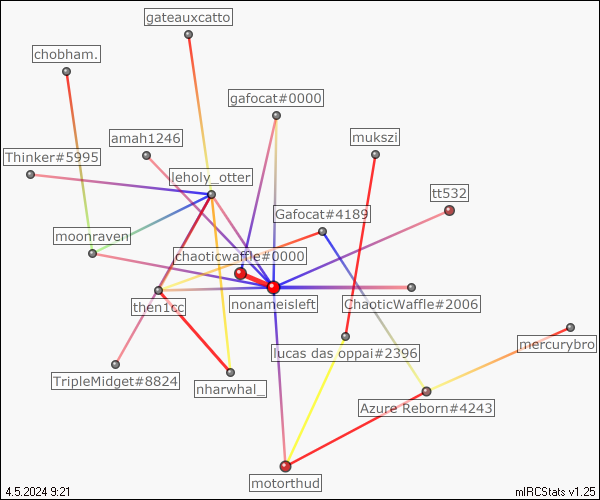 gateauxcatto
chobham.
gafocat#0000
amah1246
mukszi
Thinker#5995
leholy_otter
tt532
Gafocat#4189
moonraven
chaoticwaffle#0000
nonameisleft
ChaoticWaffle#2006
then1cc
mercurybro
lucas das oppai#2396
TripleMidget#8824
nharwhal_
Azure Reborn#4243
motorthud
4.5.2024 9:21
mIRCStats v1.25